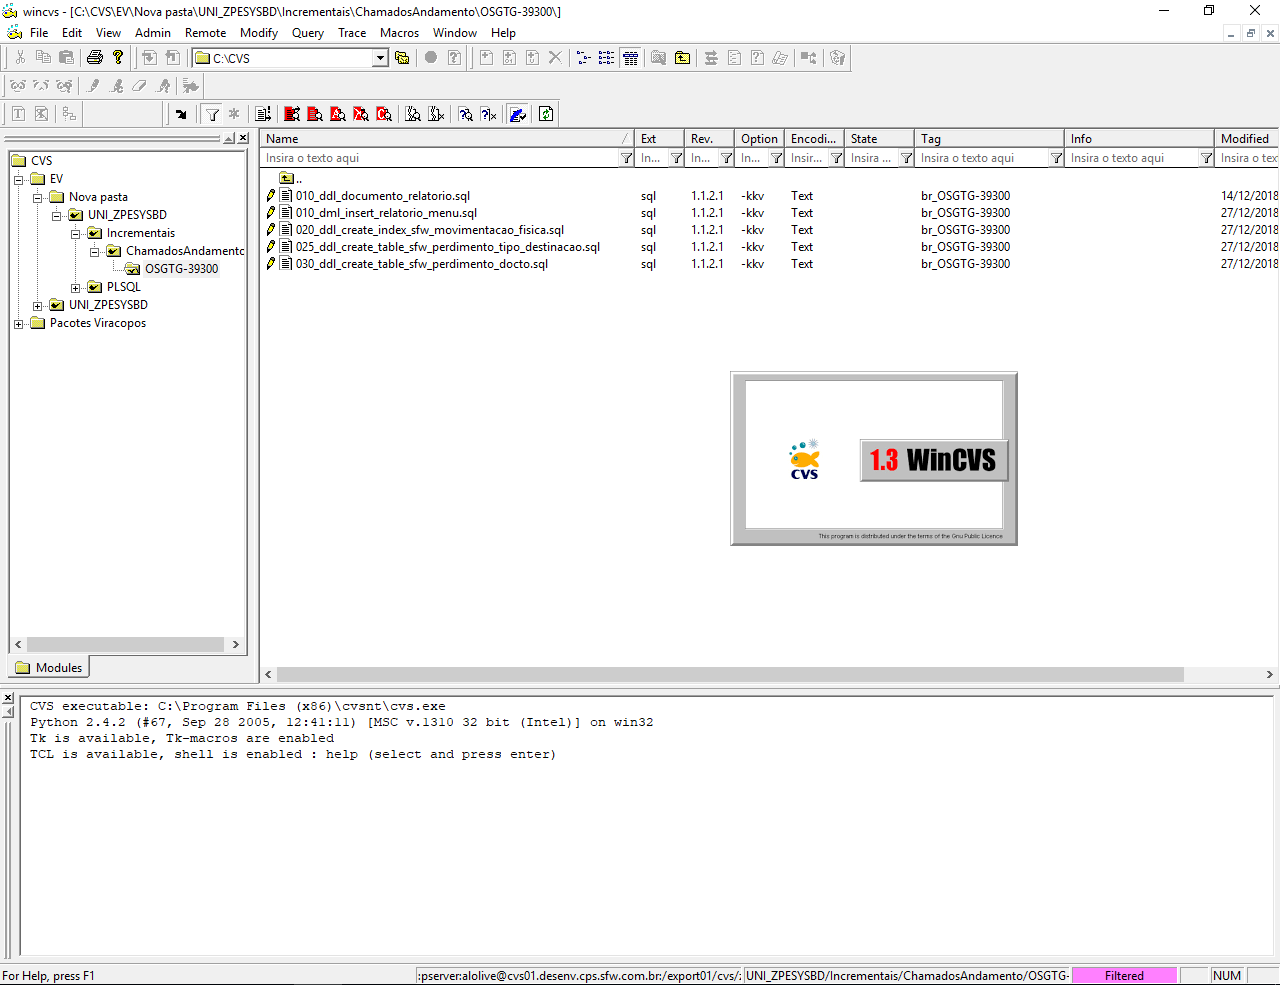 wincvs - [C:\CVS\EV\Nova pasta\UNI_ZPESYSBD\Incrementais\ChamadosAndamento\OSGTG-39300\]
File Edit View Admin Remote Modify Query Trace Macros Window Help
C:\CVS
CVS
EV
Nova pasta
UNI_ZPESYSBD
Incrementais
ChamadosAndamento
OSGTG-39300
PLSQL
UNI_ZPESYSBD
Pacotes Viracopos
Modules
Name Ext Rev. Option Encodi... State Tag Info Modified
Insira o texto aqui In... In... In... Insir... Insira ... Insira o texto aqui Insira o texto aqui Insira o tex
..
010_ddl_documento_relatorio.sql sql 1.1.2.1 -kkv Text br_OSGTG-39300 14/12/2018
010_dml_insert_relatorio_menu.sql sql 1.1.2.1 -kkv Text br_OSGTG-39300 27/12/2018
020_ddl_create_index_sfw_movimentacao_fisica.sql sql 1.1.2.1 -kkv Text br_OSGTG-39300 27/12/2018
025_ddl_create_table_sfw_perdimento_tipo_destinacao.sql sql 1.1.2.1 -kkv Text br_OSGTG-39300 27/12/2018
030_ddl_create_table_sfw_perdimento_docto.sql sql 1.1.2.1 -kkv Text br_OSGTG-39300 27/12/2018
CVS
1.3 WinCVS
This program is distributed under the terms of the Gnu Public Licence
CVS executable: C:\Program Files (x86)\cvsnt\cvs.exe
Python 2.4.2 (#67, Sep 28 2005, 12:41:11) [MSC v.1310 32 bit (Intel)] on win32
Tk is available, Tk-macros are enabled
TCL is available, shell is enabled : help (select and press enter)
For Help, press F1 :pserver:alolive@cvs01.desenv.cps.sfw.com.br:/export01/cvs/ UNI_ZPESYSBD/Incrementais/ChamadosAndamento/OSGTG- Filtered NUM